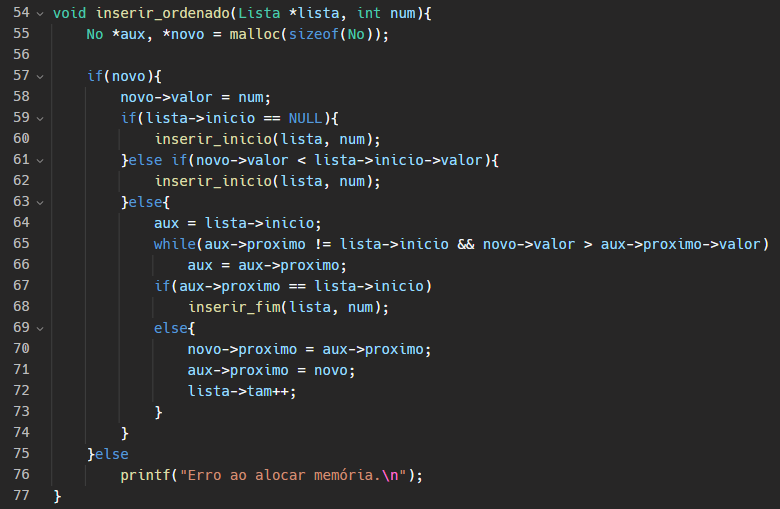 54 void inserir_ordenado(Lista *lista, int num){
55     No *aux, *novo = malloc(sizeof(No));
56
57     if(novo){
58         novo->valor = num;
59         if(lista->inicio == NULL){
60             inserir_inicio(lista, num);
61         }else if(novo->valor < lista->inicio->valor){
62             inserir_inicio(lista, num);
63         }else{
64             aux = lista->inicio;
65             while(aux->proximo != lista->inicio && novo->valor > aux->proximo->valor)
66                 aux = aux->proximo;
67             if(aux->proximo == lista->inicio)
68                 inserir_fim(lista, num);
69             else{
70                 novo->proximo = aux->proximo;
71                 aux->proximo = novo;
72                 lista->tam++;
73             }
74         }
75     }else
76         printf("Erro ao alocar memória.\n");
77 }